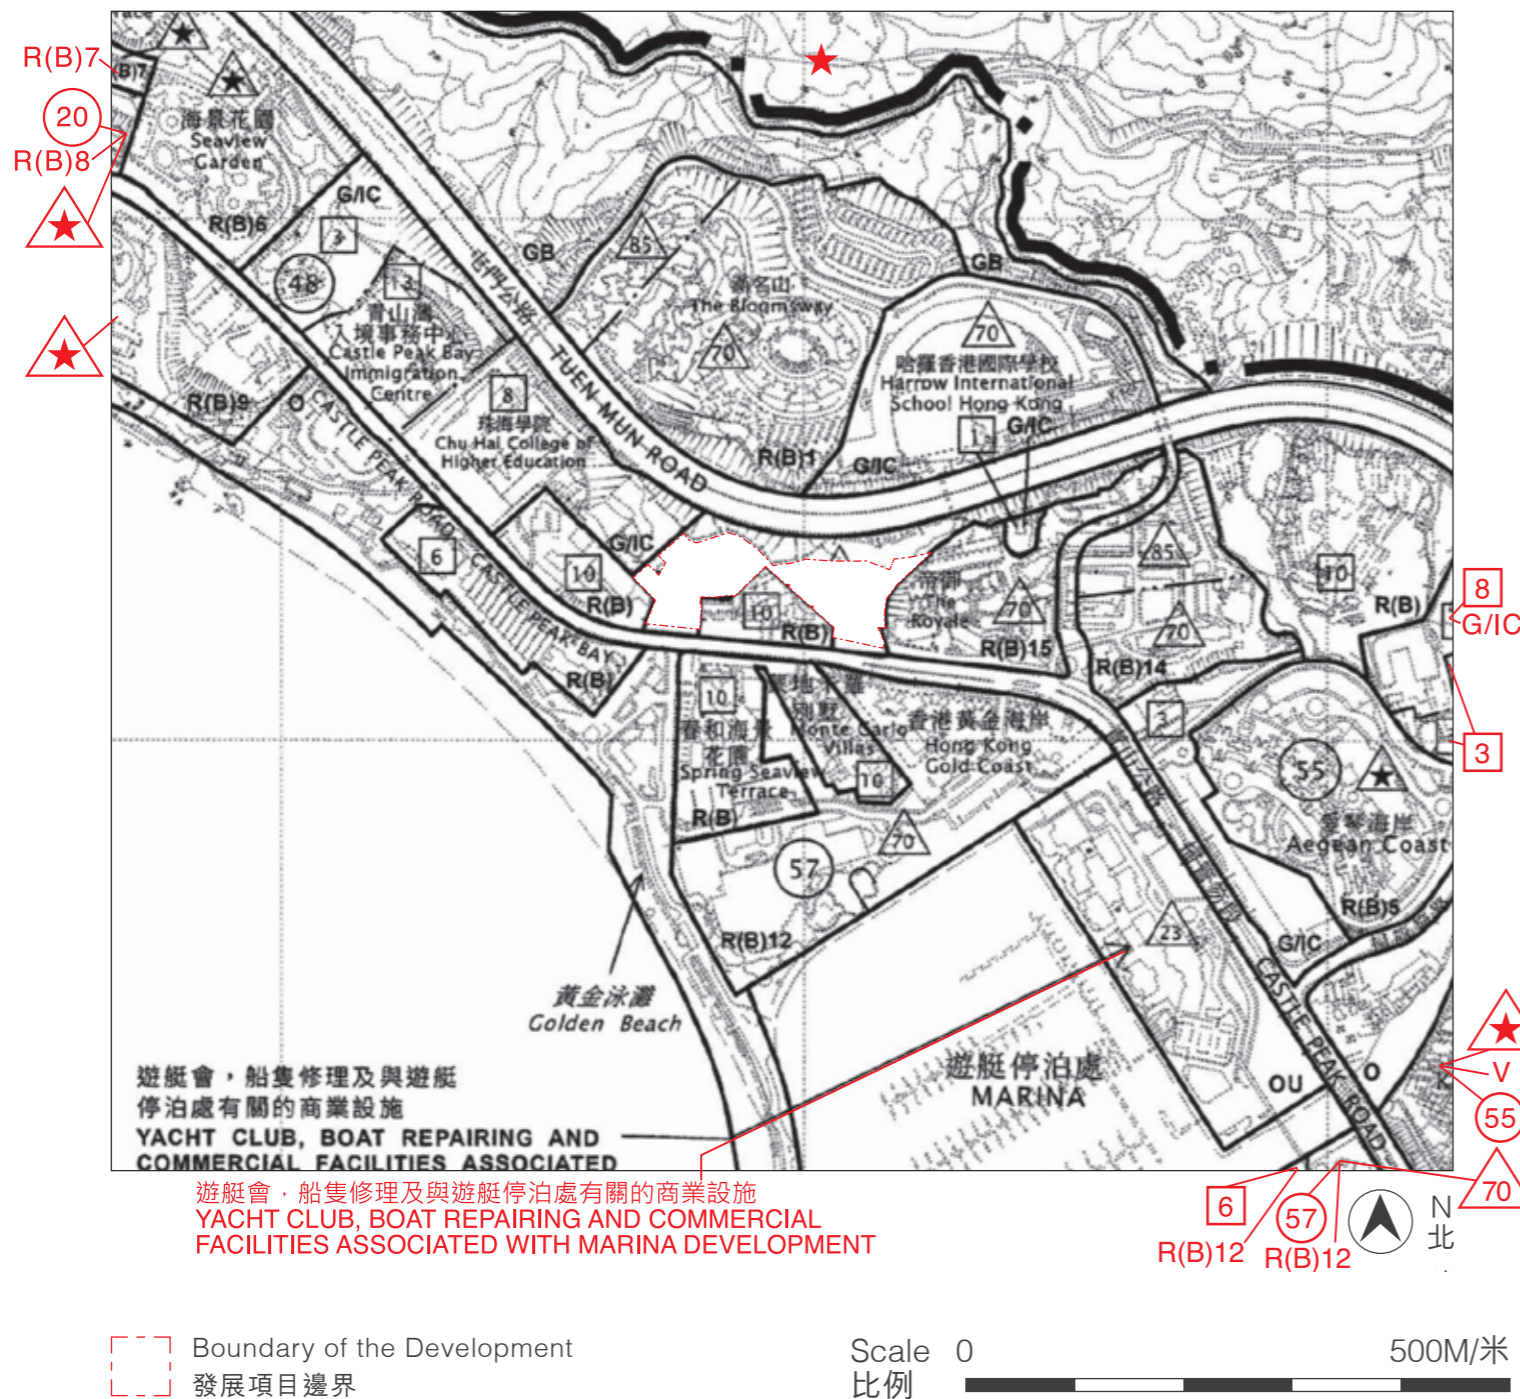 R(B)7
20
R(B)8
(B)7
海景花園
Seaview
Garden
R(B)6
G/IC
3
48
13
青山灣
入境事務中心
Castle Peak Bay
Immigration
Centre
R(B)9
O
8
珠海學院
Chu Hai College of
Higher Education
屯門公路
TUEN MUN ROAD
GB
85
滿名山
The Bloomsway
70
R(B)1
GB
70
哈羅香港國際學校
Harrow International
School Hong Kong
1
G/IC
G/IC
CASTLE PEAK ROAD
CASTLE PEAK BAY
6
10
G/IC
R(B)
R(B)
10
R(B)
帝御
The
Royale
70
R(B)15
85
70
R(B)14
10
R(B)
8
G/IC
3
3
10
春和海景
花園
Spring Seaview
Terrace
R(B)
別墅
Monte Carlo
Villas
10
香港黃金海岸
Hong Kong
Gold Coast
70
57
R(B)12
55
愛琴海岸
Aegean Coast
R(B)5
G/IC
23
CASTLE PEAK ROAD
黃金泳灘
Golden Beach
遊艇停泊處
MARINA
OU
O
V
55
70
遊艇會，船隻修理及與遊艇
停泊處有關的商業設施
YACHT CLUB, BOAT REPAIRING AND
COMMERCIAL FACILITIES ASSOCIATED
遊艇會，船隻修理及與遊艇停泊處有關的商業設施
YACHT CLUB, BOAT REPAIRING AND COMMERCIAL
FACILITIES ASSOCIATED WITH MARINA DEVELOPMENT
6
R(B)12
57
R(B)12
N
北
Boundary of the Development
發展項目邊界
Scale 0 500M/米
比例